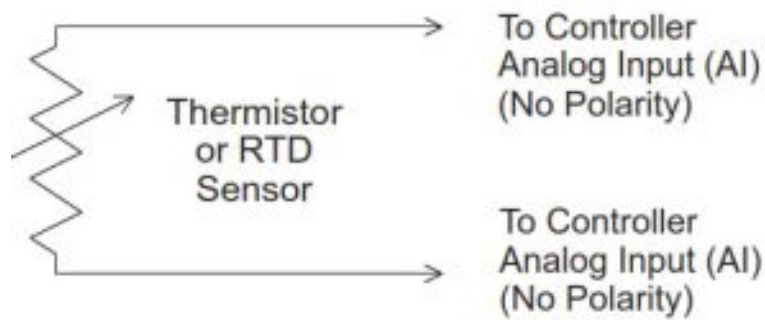 To Controller
Analog Input (AI)
(No Polarity)
Thermistor
or RTD
Sensor
To Controller
Analog Input (AI)
(No Polarity)